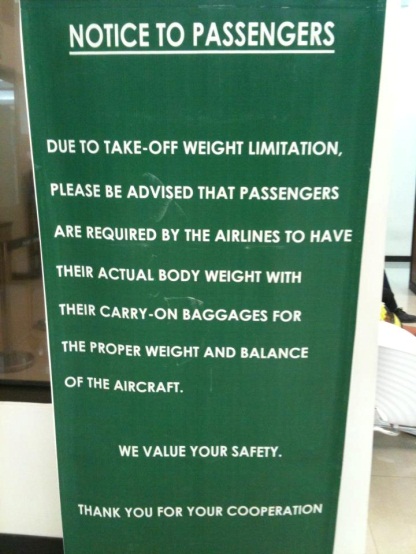 NOTICE TO PASSENGERS
DUE TO TAKE-OFF WEIGHT LIMITATION,
PLEASE BE ADVISED THAT PASSENGERS
ARE REQUIRED BY THE AIRLINES TO HAVE
THEIR ACTUAL BODY WEIGHT WITH
THEIR CARRY-ON BAGGAGES FOR
THE PROPER WEIGHT AND BALANCE
OF THE AIRCRAFT.
WE VALUE YOUR SAFETY.
THANK YOU FOR YOUR COOPERATION